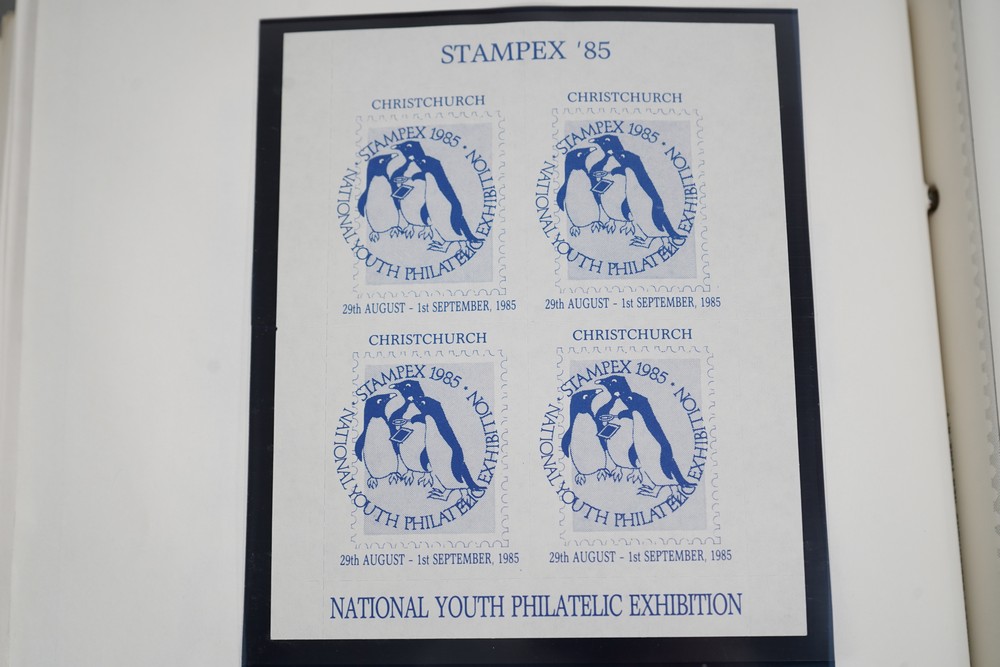 STAMPEX '85
CHRISTCHURCH
STAMPEX 1985 · NATIONAL YOUTH PHILATELIC EXHIBITION ·
29th AUGUST - 1st SEPTEMBER, 1985
CHRISTCHURCH
STAMPEX 1985 · NATIONAL YOUTH PHILATELIC EXHIBITION ·
29th AUGUST - 1st SEPTEMBER, 1985
CHRISTCHURCH
STAMPEX 1985 · NATIONAL YOUTH PHILATELIC EXHIBITION ·
29th AUGUST - 1st SEPTEMBER, 1985
CHRISTCHURCH
STAMPEX 1985 · NATIONAL YOUTH PHILATELIC EXHIBITION ·
29th AUGUST - 1st SEPTEMBER, 1985
NATIONAL YOUTH PHILATELIC EXHIBITION